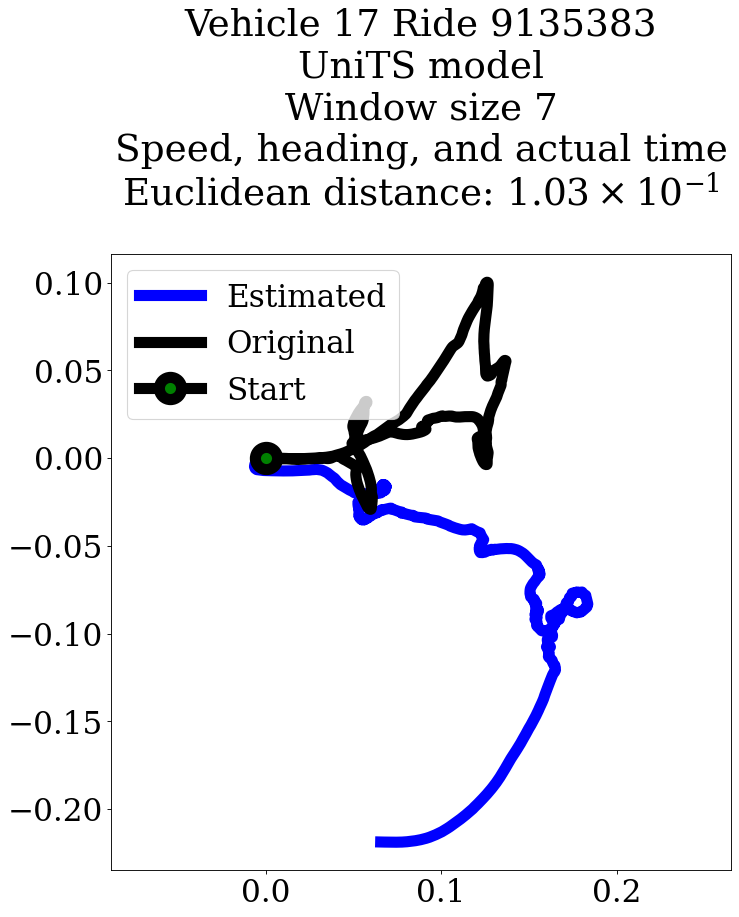 Vehicle 17 Ride 9135383
UniTS model
Window size 7
Speed, heading, and actual time
Euclidean distance: 1.03 × 10⁻¹
Estimated
Original
Start
0.10
0.05
0.00
−0.05
−0.10
−0.15
−0.20
0.0 0.1 0.2